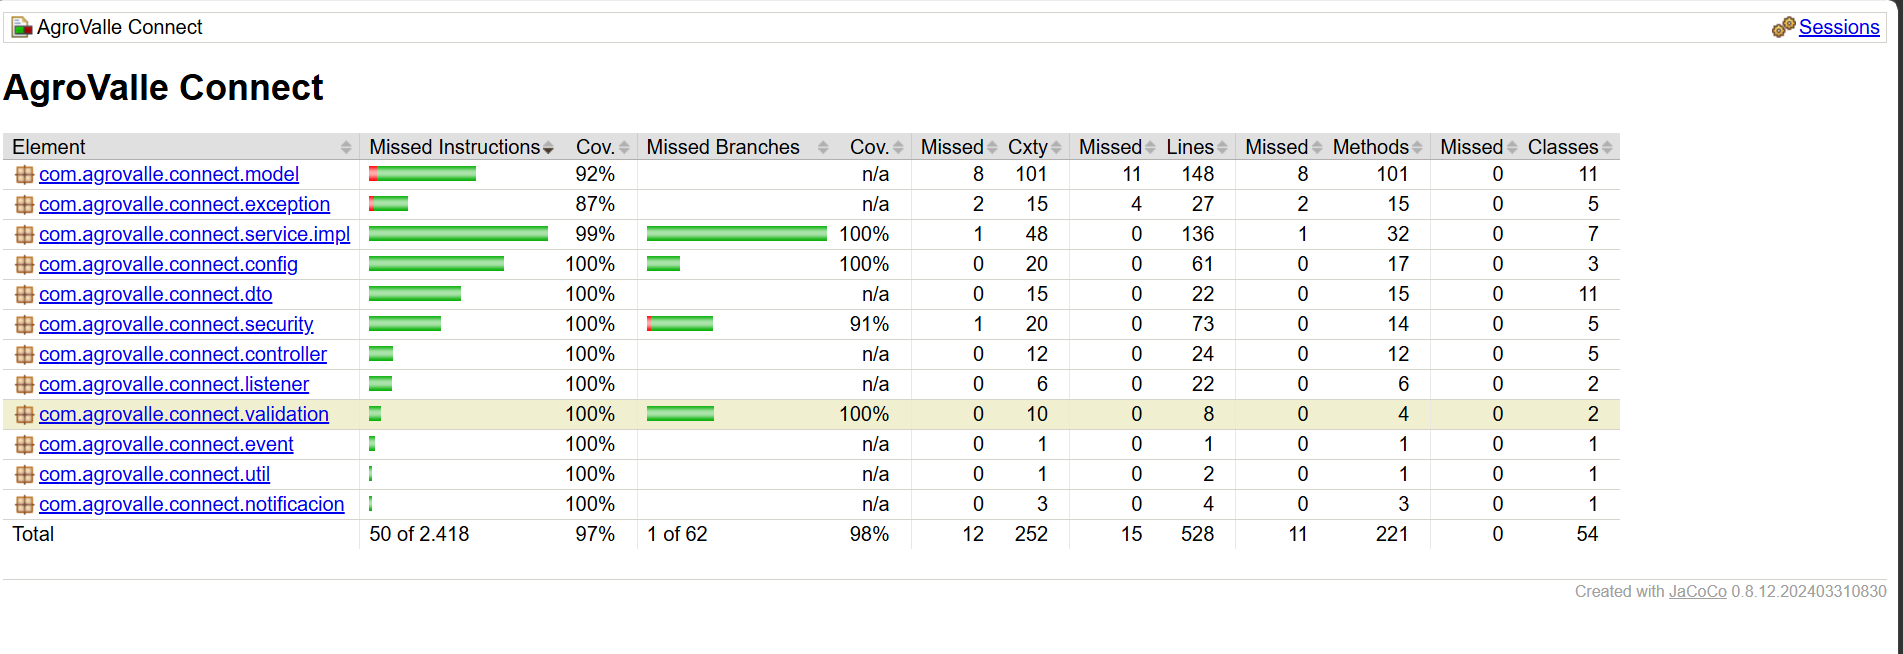 AgroValle Connect Sessions
AgroValle Connect
Element Missed Instructions Cov. Missed Branches Cov. Missed Cxty Missed Lines Missed Methods Missed Classes
com.agrovalle.connect.model 92% n/a 8 101 11 148 8 101 0 11
com.agrovalle.connect.exception 87% n/a 2 15 4 27 2 15 0 5
com.agrovalle.connect.service.impl 99% 100% 1 48 0 136 1 32 0 7
com.agrovalle.connect.config 100% 100% 0 20 0 61 0 17 0 3
com.agrovalle.connect.dto 100% n/a 0 15 0 22 0 15 0 11
com.agrovalle.connect.security 100% 91% 1 20 0 73 0 14 0 5
com.agrovalle.connect.controller 100% n/a 0 12 0 24 0 12 0 5
com.agrovalle.connect.listener 100% n/a 0 6 0 22 0 6 0 2
com.agrovalle.connect.validation 100% 100% 0 10 0 8 0 4 0 2
com.agrovalle.connect.event 100% n/a 0 1 0 1 0 1 0 1
com.agrovalle.connect.util 100% n/a 0 1 0 2 0 1 0 1
com.agrovalle.connect.notificacion 100% n/a 0 3 0 4 0 3 0 1
Total 50 of 2.418 97% 1 of 62 98% 12 252 15 528 11 221 0 54
Created with JaCoCo 0.8.12.202403310830